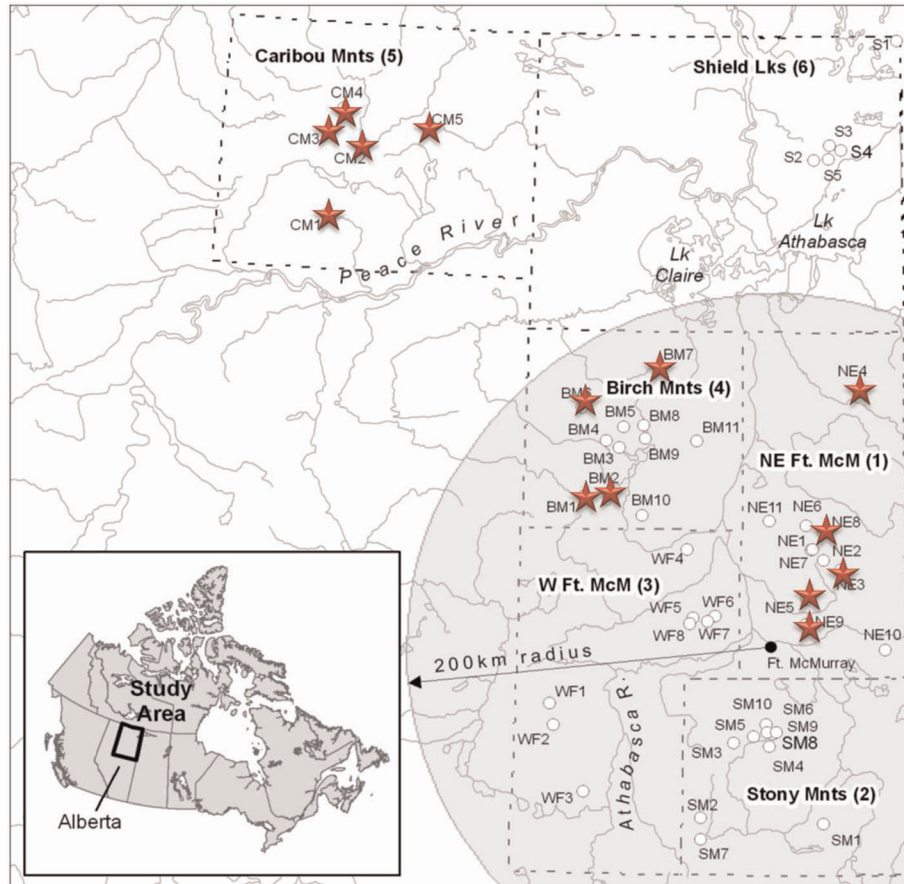 S1
Caribou Mnts (5)
Shield Lks (6)
CM4
CM5
CM3
CM2
S3
S4
S2
S5
CM1
Peace River
Lk
Athabasca
Lk
Claire
BM7
NE4
Birch Mnts (4)
BM6
BM5
BM8
BM4
BM11
BM3
BM9
NE Ft. McM (1)
BM2
BM1
BM10
NE11
NE6
NE8
NE1
NE2
WF4
NE7
NE3
W Ft. McM (3)
NE5
WF5
WF6
NE9
WF8
WF7
NE10
200km radius
Ft. McMurray
Study
Area
Alberta
WF1
SM10
SM6
WF2
SM5
SM9
SM3
SM8
SM4
Athabasca R.
WF3
Stony Mnts (2)
SM2
SM7
SM1